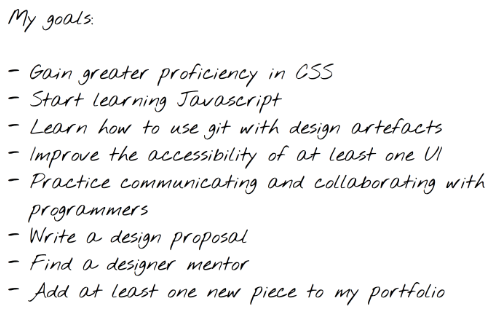 My goals:
- Gain greater proficiency in CSS
- Start learning Javascript
- Learn how to use git with design artefacts
- Improve the accessibility of at least one UI
- Practice communicating and collaborating with
programmers
- Write a design proposal
- Find a designer mentor
- Add at least one new piece to my portfolio